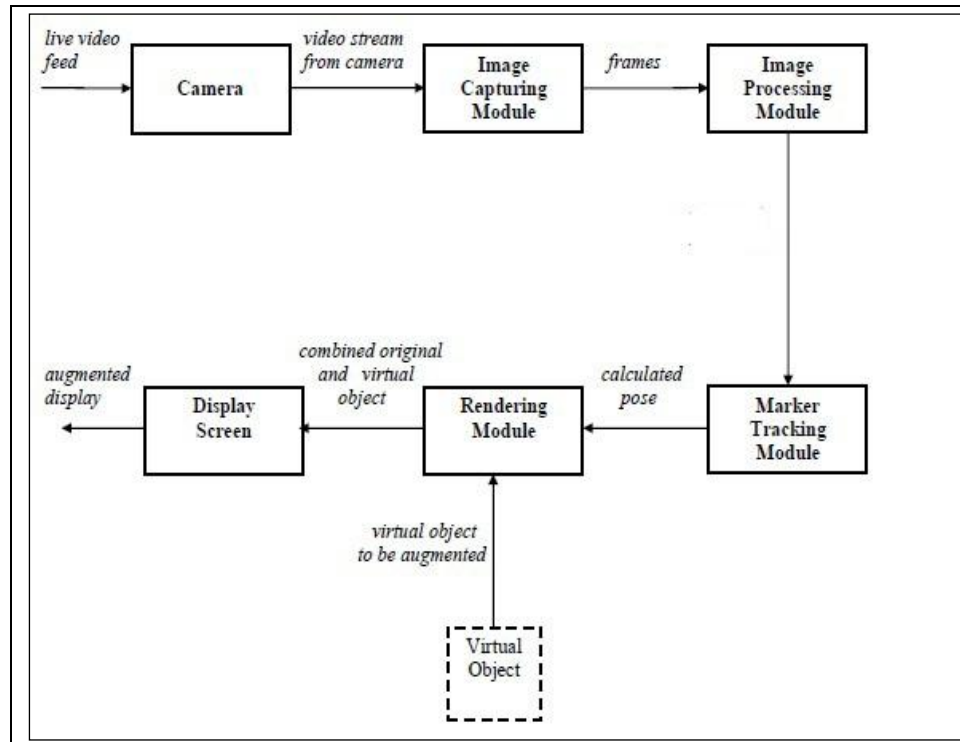 live video
feed
Camera
video stream
from camera
Image
Capturing
Module
frames
Image
Processing
Module
combined original
and virtual
object
augmented
display
Display
Screen
Rendering
Module
calculated
pose
Marker
Tracking
Module
virtual object
to be augmented
Virtual
Object